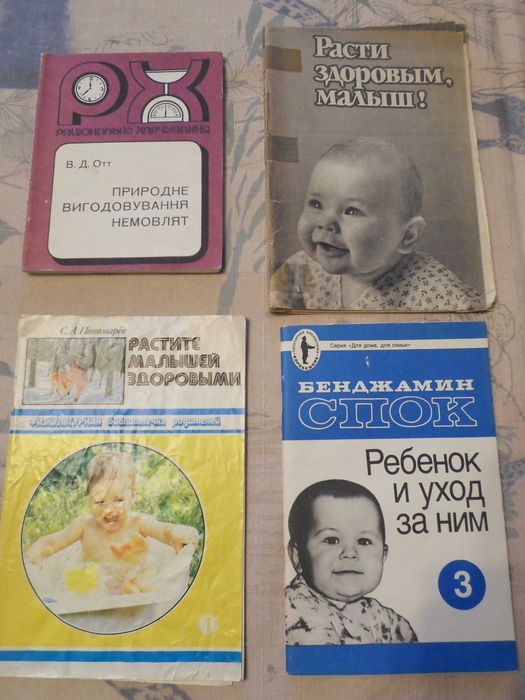 РХ
РАЦІОНАЛЬНЕ ХАРЧУВАННЯ
В. Д. Отт
ПРИРОДНЕ
ВИГОДОВУВАННЯ
НЕМОВЛЯТ
Расти
здоровым,
малыш!
С. А. Пономарев
РАСТИТЕ
МАЛЫШЕЙ
ЗДОРОВЫМИ
ФИЗКУЛЬТУРНАЯ библиотечка родителей
1
Серия «Для дома, для семьи»
БЕНДЖАМИН
СПОК
Ребенок
и уход
за ним
3